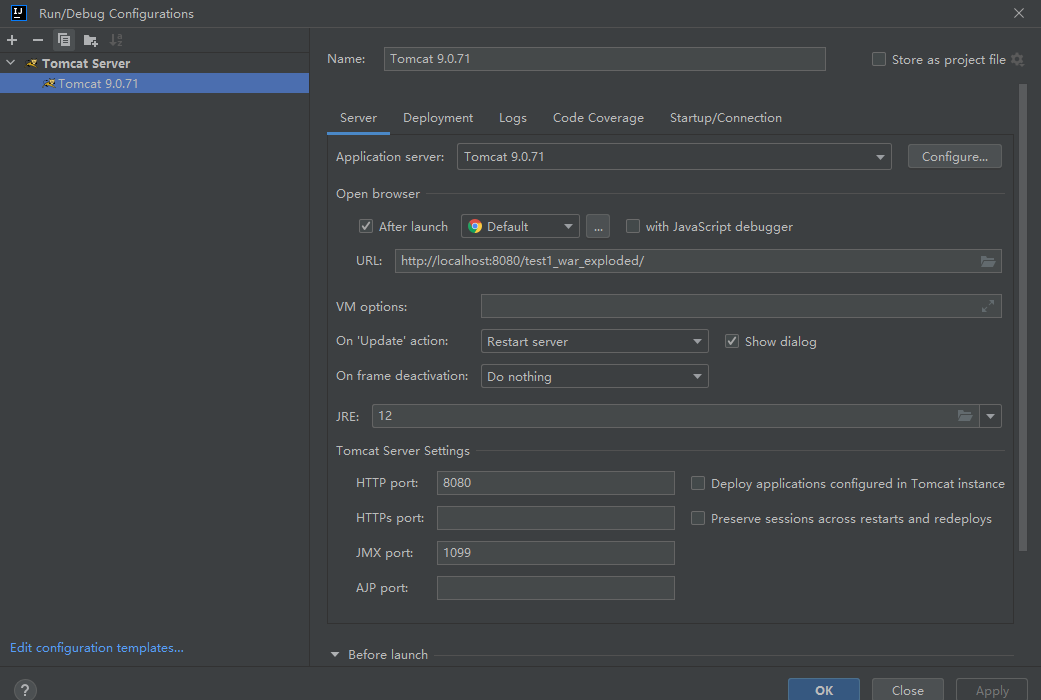 Run/Debug Configurations
Tomcat Server
Tomcat 9.0.71
Edit configuration templates...
Name: Tomcat 9.0.71 Store as project file
Server Deployment Logs Code Coverage Startup/Connection
Application server: Tomcat 9.0.71 Configure...
Open browser
After launch Default ... with JavaScript debugger
URL: http://localhost:8080/test1_war_exploded/
VM options:
On 'Update' action: Restart server Show dialog
On frame deactivation: Do nothing
JRE: 12
Tomcat Server Settings
HTTP port: 8080 Deploy applications configured in Tomcat instance
HTTPs port: Preserve sessions across restarts and redeploys
JMX port: 1099
AJP port:
Before launch
? OK Close Apply